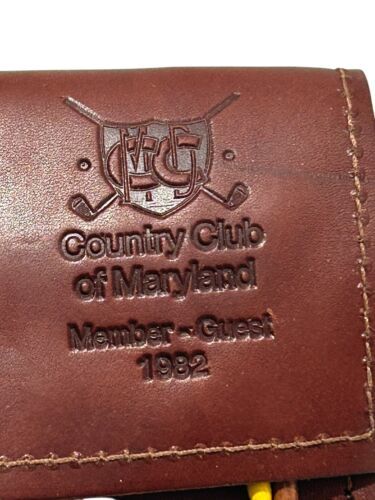 Country Club
of Maryland
Member - Guest
1982